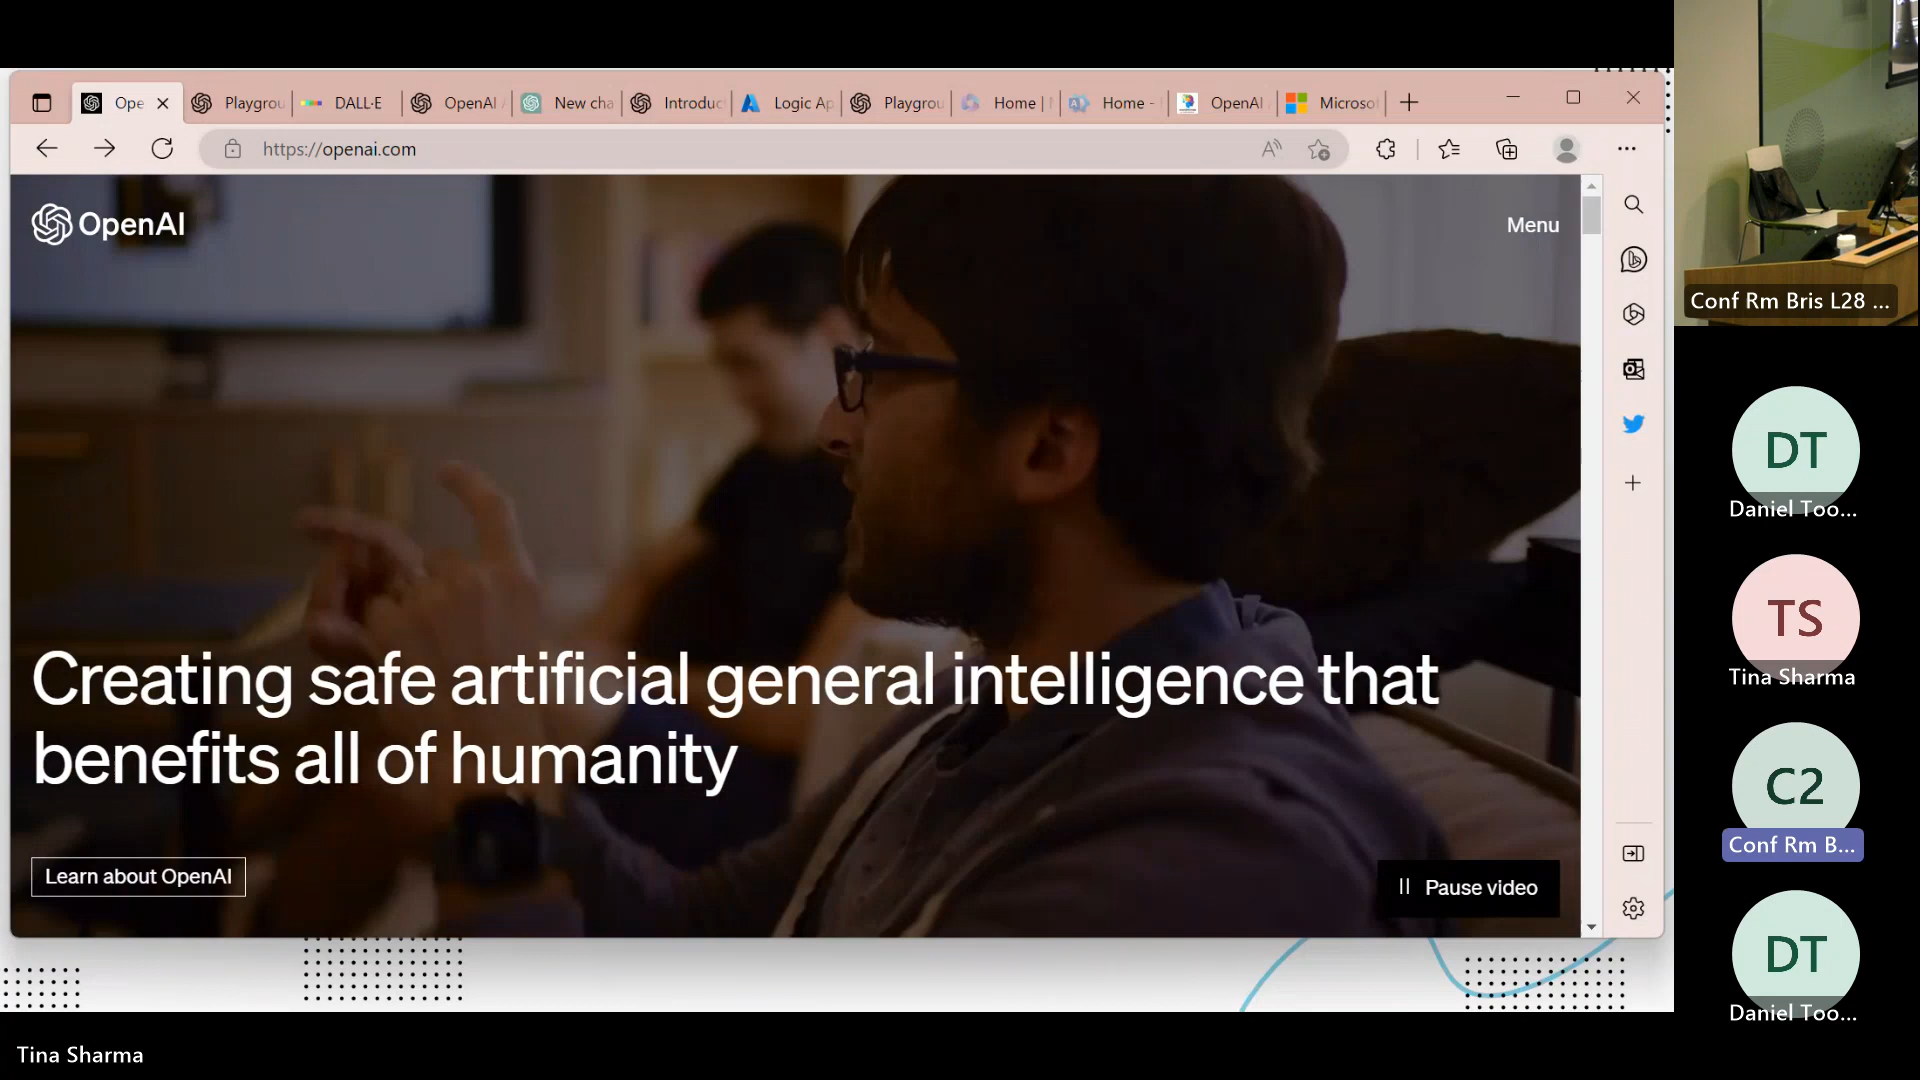 Ope
Playgrou
DALL·E
OpenAI
New cha
Introduc
Logic Ap
Playgrou
Home |
Home -
OpenAI
Microso
https://openai.com
OpenAI
Menu
Creating safe artificial general intelligence that
benefits all of humanity
Learn about OpenAI
Pause video
Conf Rm Bris L28 ...
DT
Daniel Too...
TS
Tina Sharma
C2
Conf Rm B...
DT
Daniel Too...
Tina Sharma